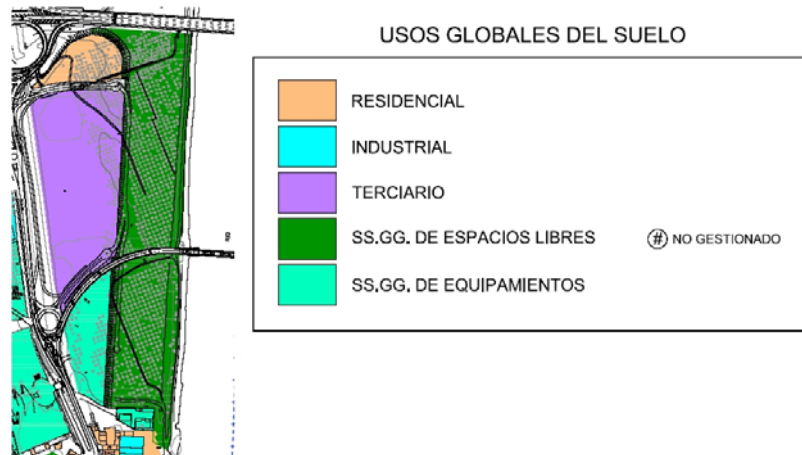 USOS GLOBALES DEL SUELO
RESIDENCIAL
INDUSTRIAL
TERCIARIO
SS.GG. DE ESPACIOS LIBRES
# NO GESTIONADO
SS.GG. DE EQUIPAMIENTOS